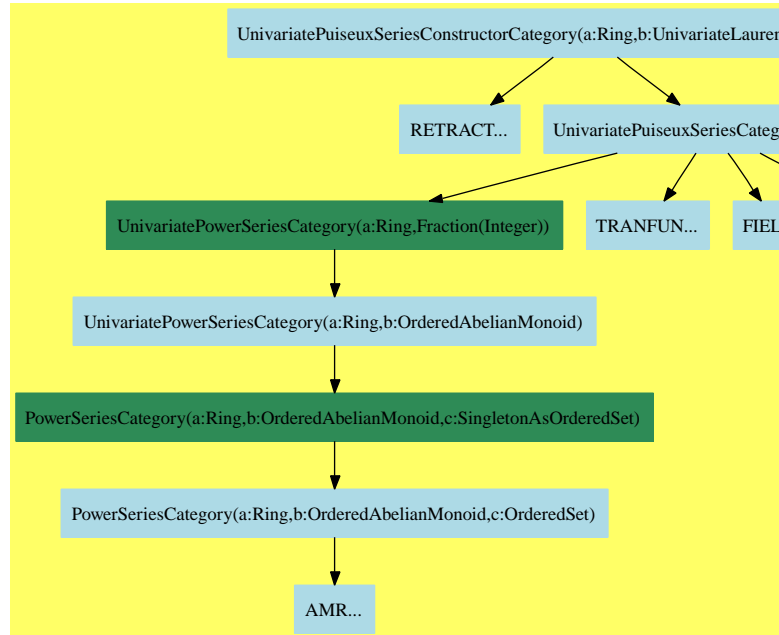 UnivariatePuiseuxSeriesConstructorCategory(a:Ring,b:UnivariateLauren
RETRACT...
UnivariatePuiseuxSeriesCateg
UnivariatePowerSeriesCategory(a:Ring,Fraction(Integer))
TRANFUN...
FIEL
UnivariatePowerSeriesCategory(a:Ring,b:OrderedAbelianMonoid)
PowerSeriesCategory(a:Ring,b:OrderedAbelianMonoid,c:SingletonAsOrderedSet)
PowerSeriesCategory(a:Ring,b:OrderedAbelianMonoid,c:OrderedSet)
AMR...